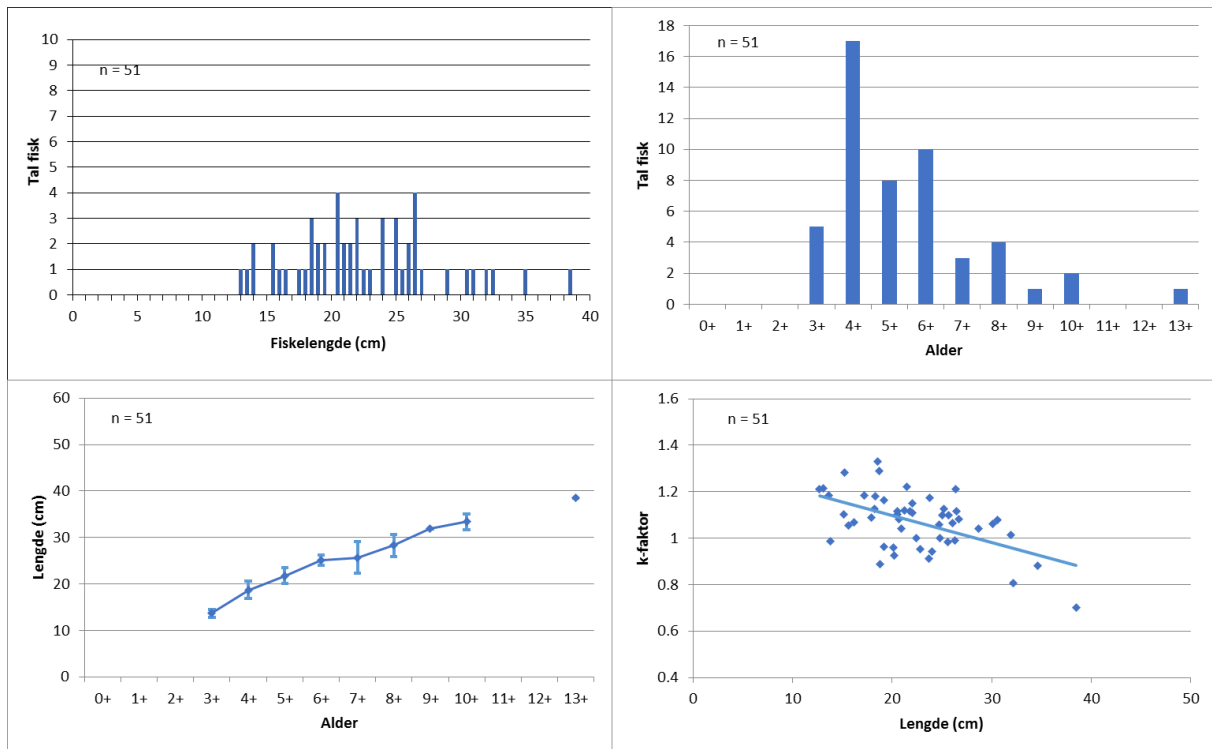 10
9
8
7
6
5
4
3
2
1
0
n = 51
Tal fisk
0 5 10 15 20 25 30 35 40
Fiskelengde (cm)
18
16
14
12
10
8
6
4
2
0
n = 51
Tal fisk
0+ 1+ 2+ 3+ 4+ 5+ 6+ 7+ 8+ 9+ 10+ 11+ 12+ 13+
Alder
60
50
40
30
20
10
0
n = 51
Lengde (cm)
0+ 1+ 2+ 3+ 4+ 5+ 6+ 7+ 8+ 9+ 10+ 11+ 12+ 13+
Alder
1.6
1.4
1.2
1
0.8
0.6
0.4
n = 51
k-faktor
0 10 20 30 40 50
Lengde (cm)